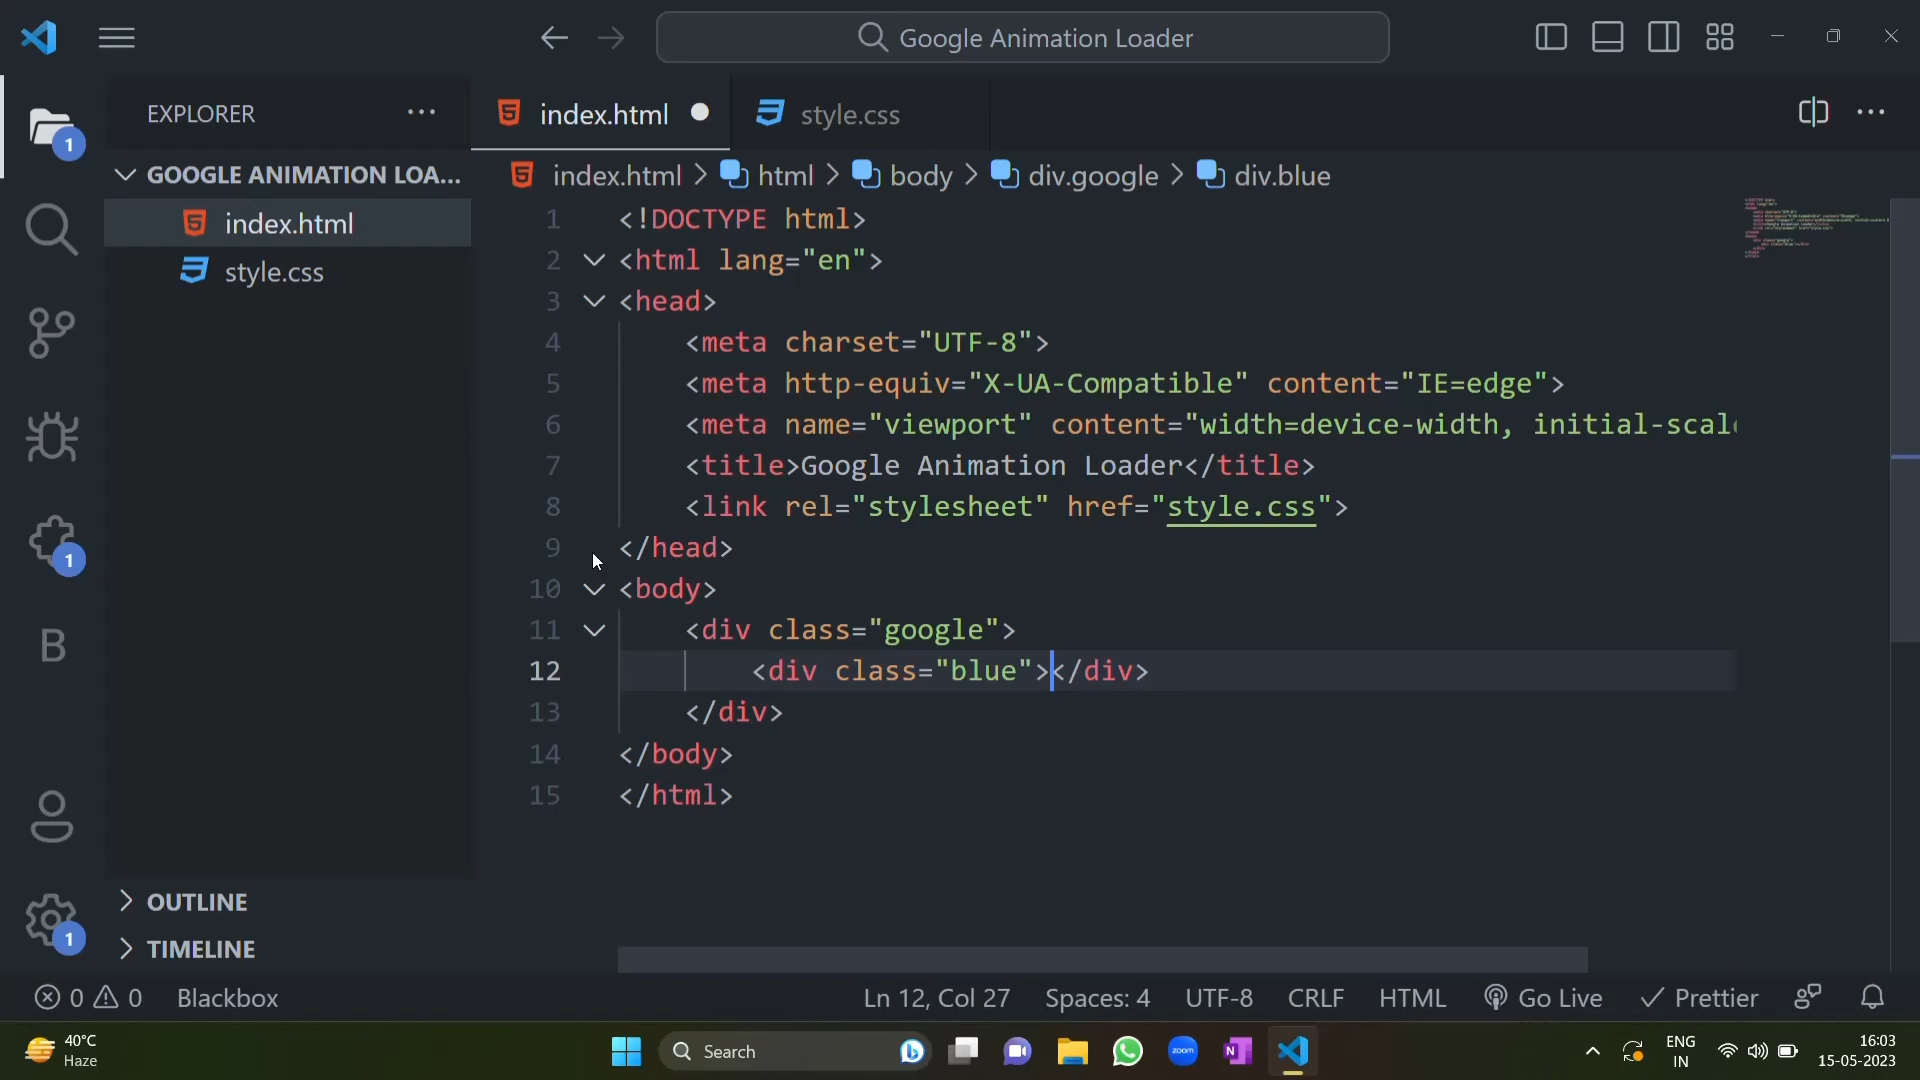 Google Animation Loader
EXPLORER
index.html
style.css
GOOGLE ANIMATION LOA...
index.html
style.css
index.html > html > body > div.google > div.blue
1 <!DOCTYPE html>
2 <html lang="en">
3 <head>
4 <meta charset="UTF-8">
5 <meta http-equiv="X-UA-Compatible" content="IE=edge">
6 <meta name="viewport" content="width=device-width, initial-scale
7 <title>Google Animation Loader</title>
8 <link rel="stylesheet" href="style.css">
9 </head>
10 <body>
11 <div class="google">
12 <div class="blue"></div>
13 </div>
14 </body>
15 </html>
1
1
B
1
OUTLINE
TIMELINE
0 0 Blackbox
Ln 12, Col 27 Spaces: 4 UTF-8 CRLF HTML Go Live Prettier
40°C
Haze
Search
zoom
N
ENG
IN
16:03
15-05-2023